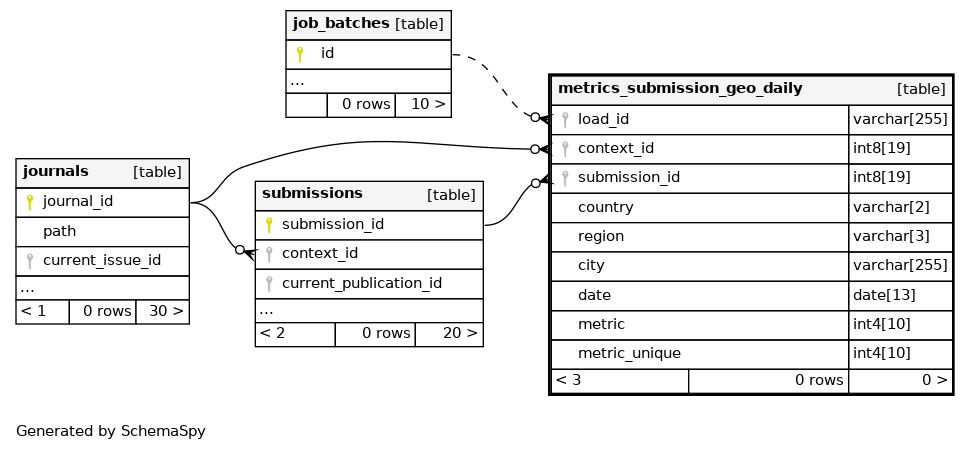 job_batches [table]
id
...
0 rows 10 >
journals [table]
journal_id
path
current_issue_id
...
< 1 0 rows 30 >
submissions [table]
submission_id
context_id
current_publication_id
...
< 2 0 rows 20 >
metrics_submission_geo_daily [table]
load_id varchar[255]
context_id int8[19]
submission_id int8[19]
country varchar[2]
region varchar[3]
city varchar[255]
date date[13]
metric int4[10]
metric_unique int4[10]
< 3 0 rows 0 >
Generated by SchemaSpy